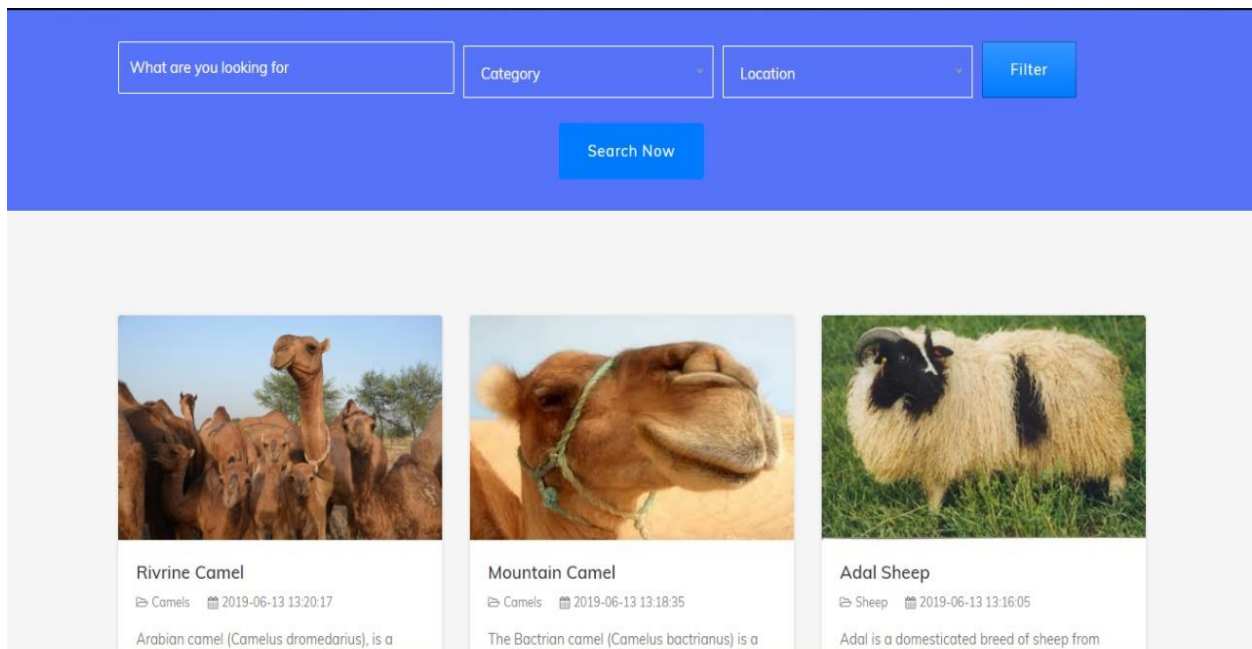 What are you looking for
Category
Location
Filter
Search Now
Rivrine Camel
Camels 2019-06-13 13:20:17
Arabian camel (Camelus dromedarius), is a
Mountain Camel
Camels 2019-06-13 13:18:35
The Bactrian camel (Camelus bactrianus) is a
Adal Sheep
Sheep 2019-06-13 13:16:05
Adal is a domesticated breed of sheep from